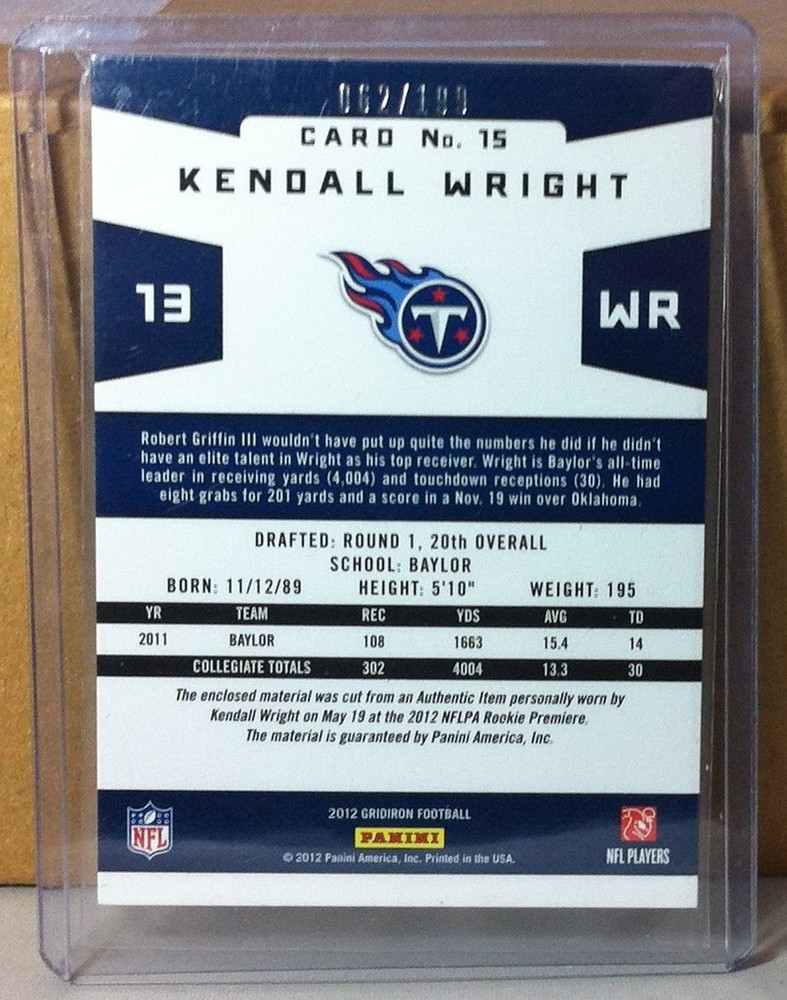 062/199
CARD No. 15
KENDALL WRIGHT
13
WR
T
Robert Griffin III wouldn't have put up quite the numbers he did if he didn't
have an elite talent in Wright as his top receiver. Wright is Baylor's all-time
leader in receiving yards (4,004) and touchdown receptions (30). He had
eight grabs for 201 yards and a score in a Nov. 19 win over Oklahoma.
DRAFTED: ROUND 1, 20th OVERALL
SCHOOL: BAYLOR
BORN: 11/12/89 HEIGHT: 5'10" WEIGHT: 195
YR TEAM REC YDS AVG TD
2011 BAYLOR 108 1663 15.4 14
COLLEGIATE TOTALS 302 4004 13.3 30
The enclosed material was cut from an Authentic Item personally worn by
Kendall Wright on May 19 at the 2012 NFLPA Rookie Premiere.
The material is guaranteed by Panini America, Inc.
NFL
2012 GRIDIRON FOOTBALL
PANINI
© 2012 Panini America, Inc. Printed in the USA.
NFL PLAYERS